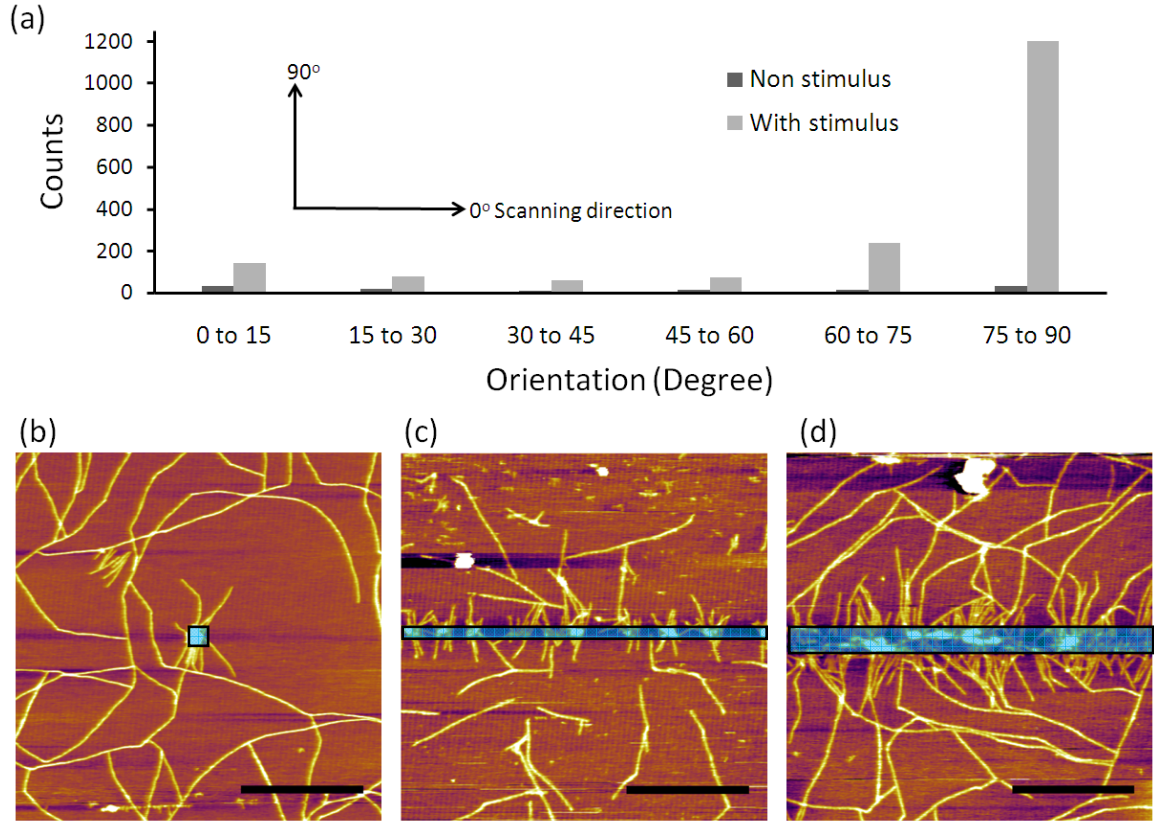 (a)
1200
1000
800
600
400
200
0
Counts
90°
0° Scanning direction
Non stimulus
With stimulus
0 to 15 15 to 30 30 to 45 45 to 60 60 to 75 75 to 90
Orientation (Degree)
(b) (c) (d)